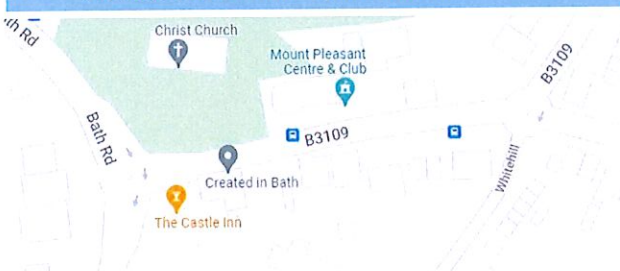 Christ Church
Mount Pleasant
Centre & Club
B3109
Bath Rd
B3109
Created in Bath
Whitehill
The Castle Inn